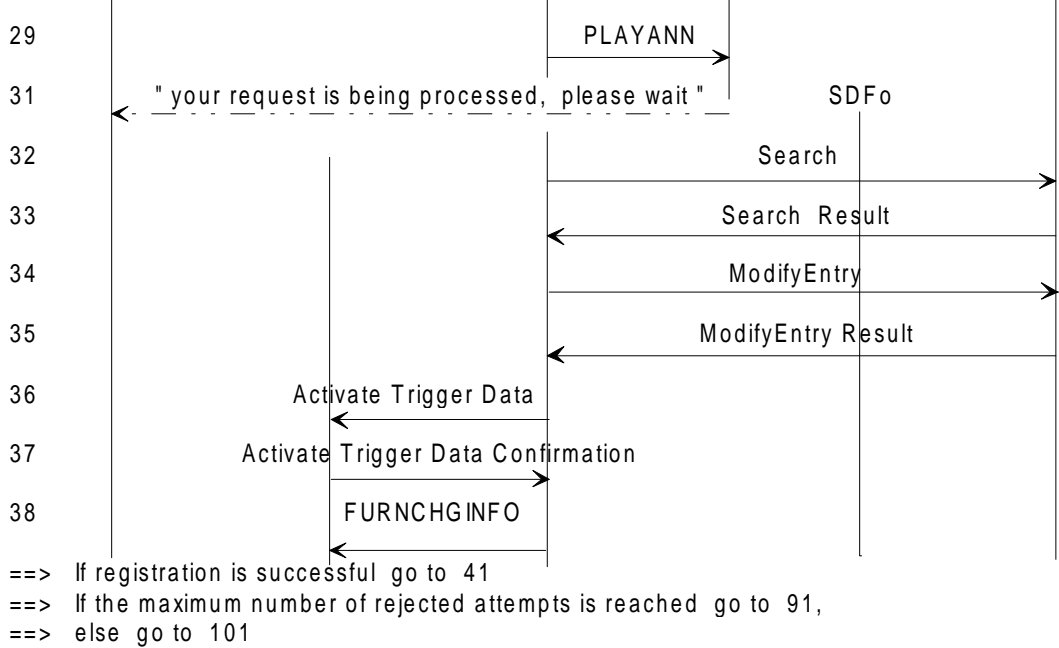 29 PLAYANN
31 " your request is being processed, please wait " SDFo
32 Search
33 Search Result
34 ModifyEntry
35 ModifyEntry Result
36 Activate Trigger Data
37 Activate Trigger Data Confirmation
38 FURNCHGINFO
==> If registration is successful go to 41
==> If the maximum number of rejected attempts is reached go to 91,
==> else go to 101